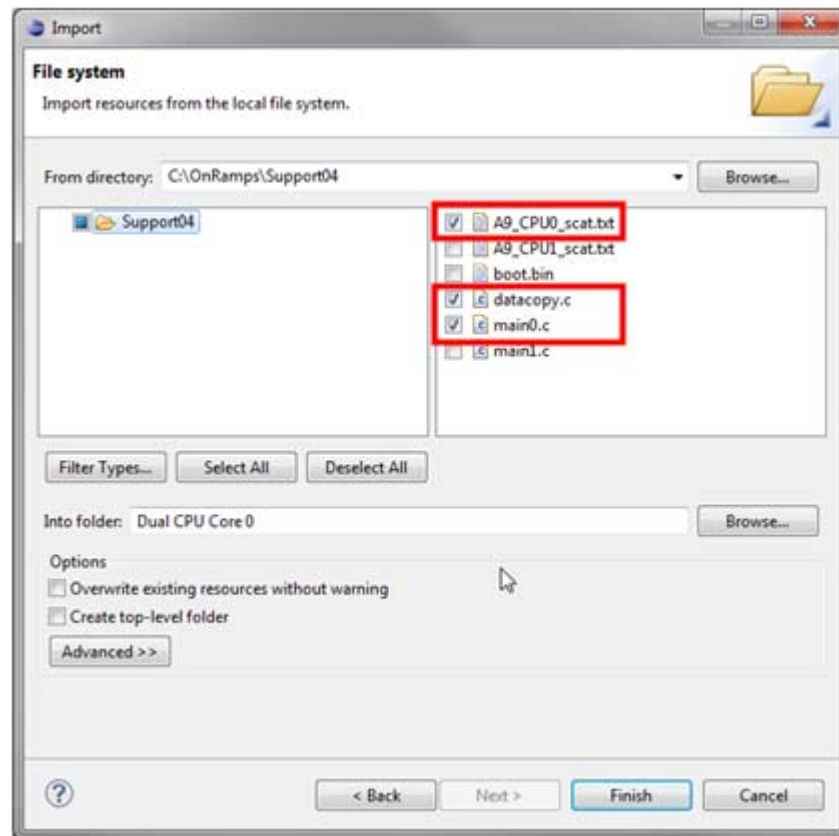 Import
File system
Import resources from the local file system.
From directory: C:\OnRamps\Support04 Browse...
Support04
A9_CPU0_scat.txt
A9_CPU1_scat.txt
boot.bin
datacopy.c
main0.c
main1.c
Filter Types... Select All Deselect All
Into folder: Dual CPU Core 0 Browse...
Options
Overwrite existing resources without warning
Create top-level folder
Advanced >>
? < Back Next > Finish Cancel